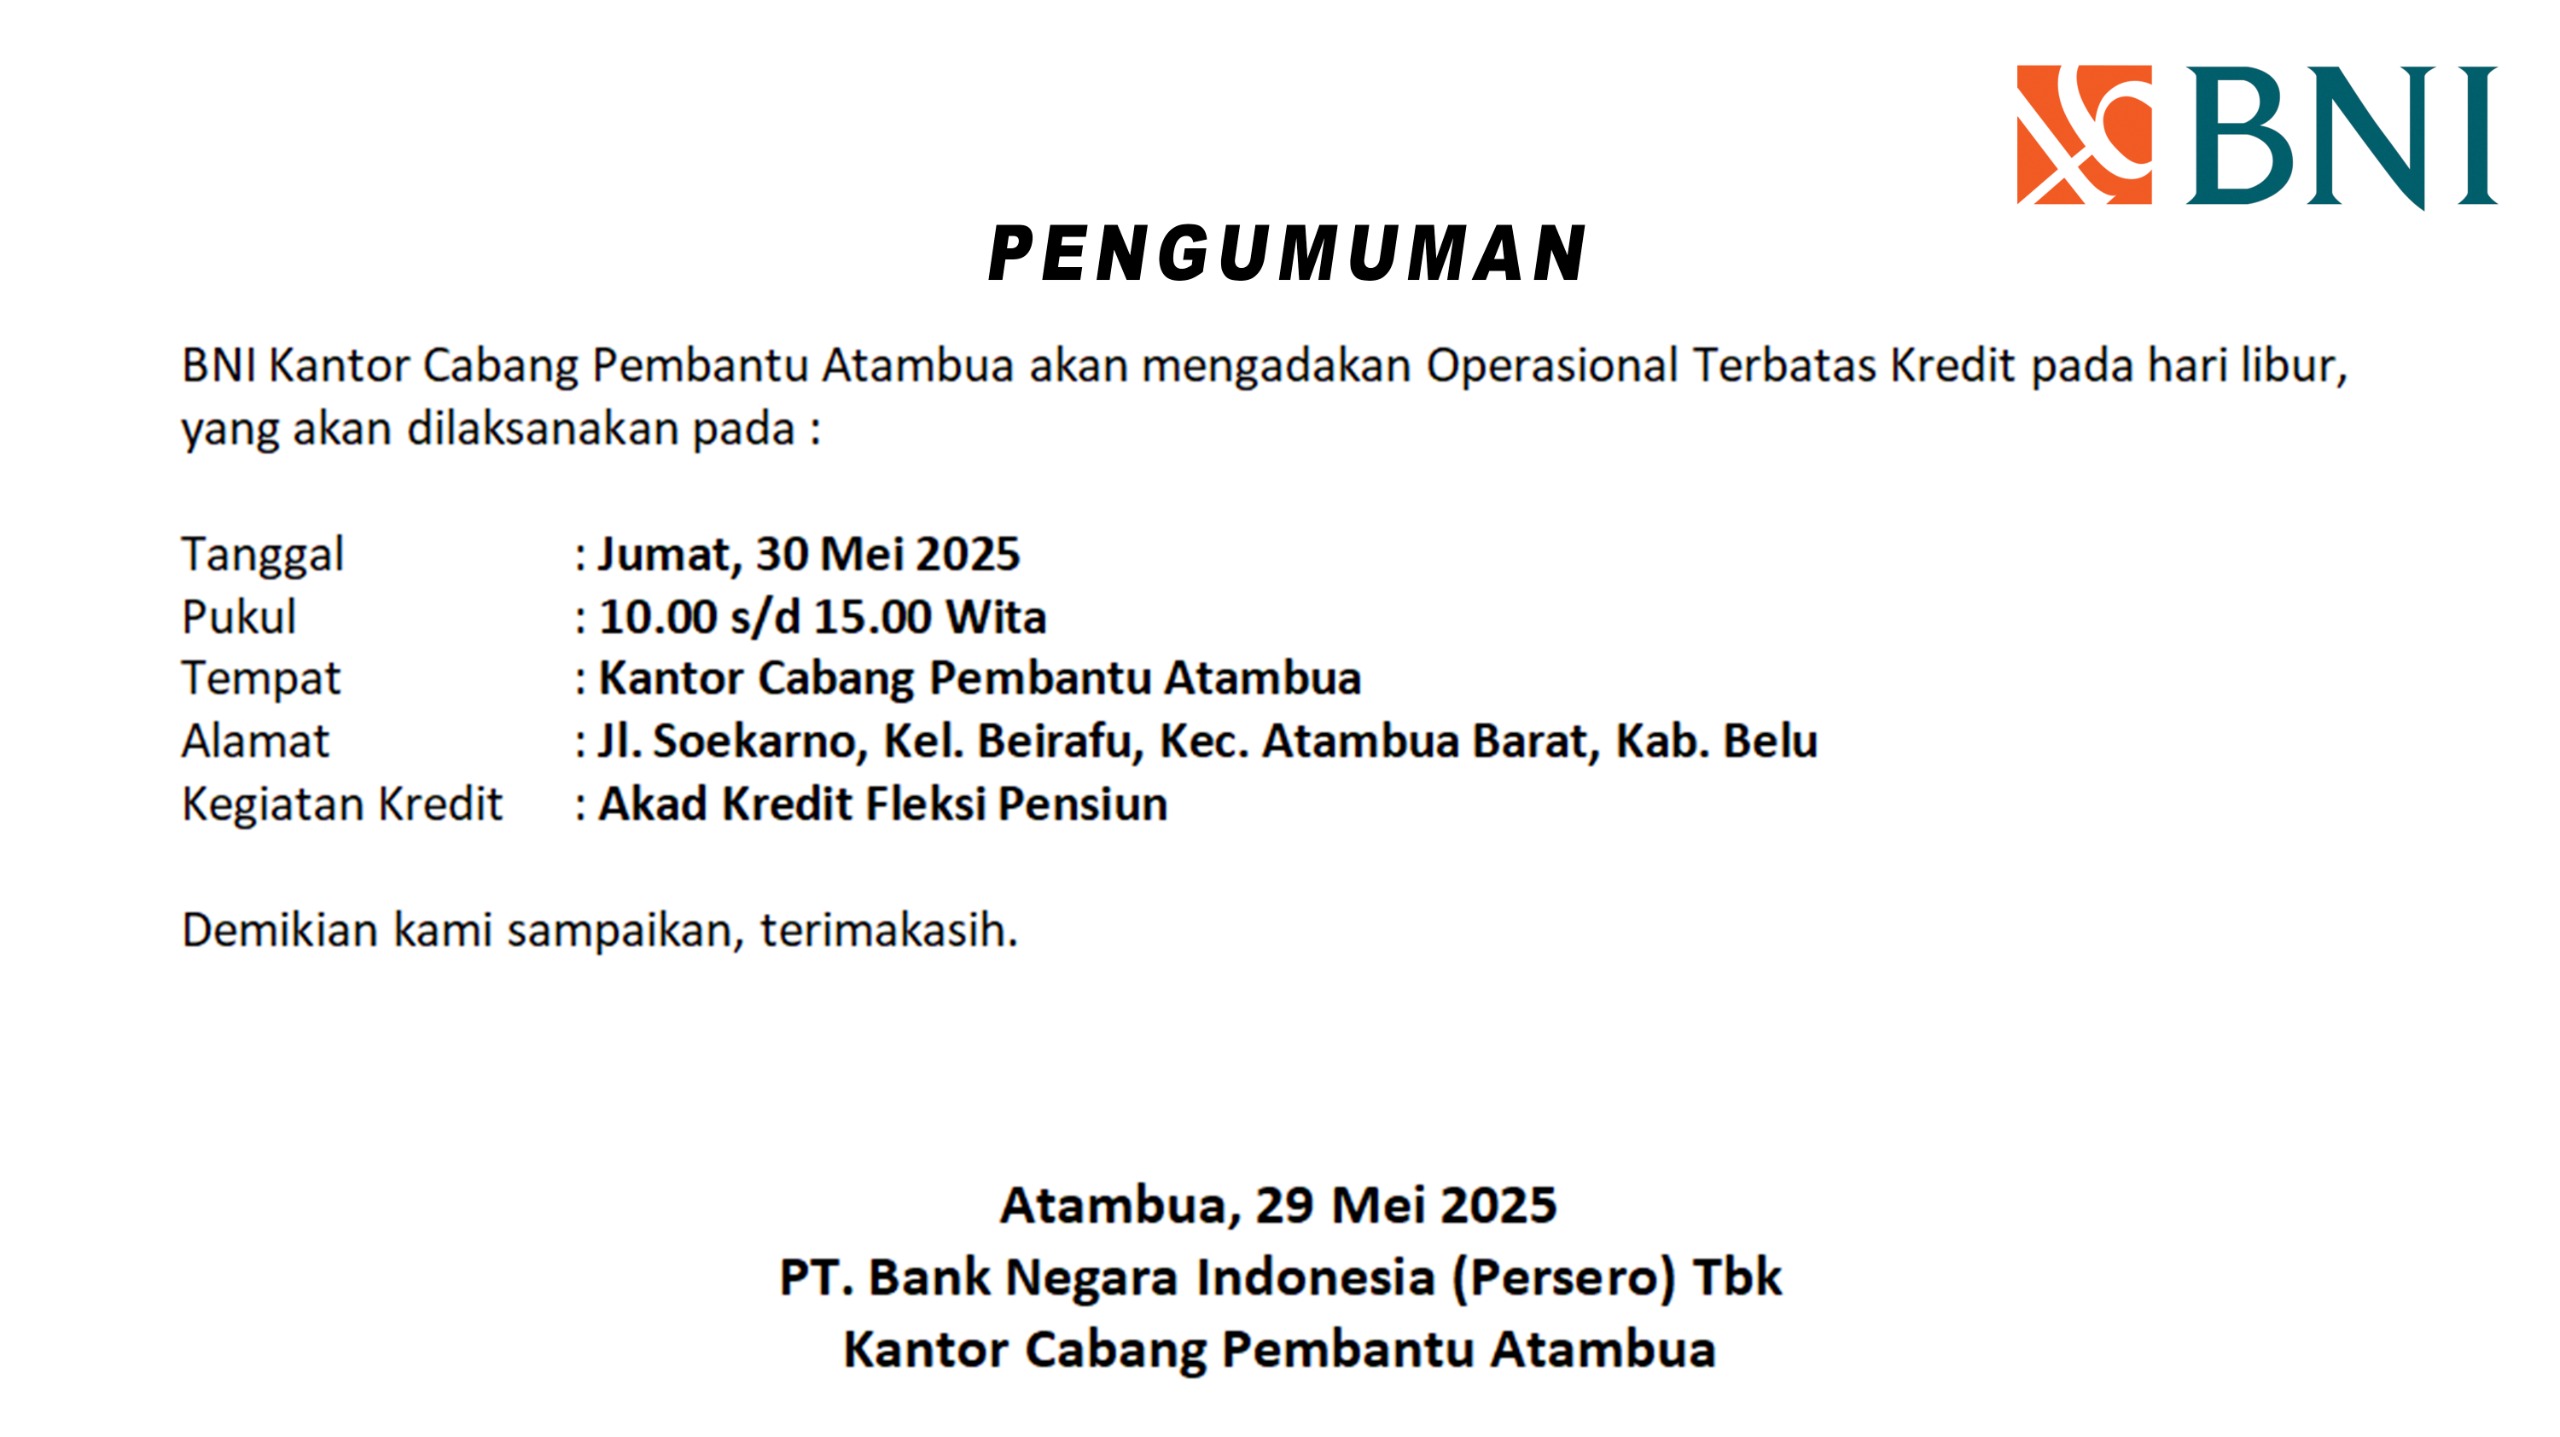 BNI
PENGUMUMAN
BNI Kantor Cabang Pembantu Atambua akan mengadakan Operasional Terbatas Kredit pada hari libur,
yang akan dilaksanakan pada :
Tanggal : Jumat, 30 Mei 2025
Pukul : 10.00 s/d 15.00 Wita
Tempat : Kantor Cabang Pembantu Atambua
Alamat : Jl. Soekarno, Kel. Beirafu, Kec. Atambua Barat, Kab. Belu
Kegiatan Kredit : Akad Kredit Fleksi Pensiun
Demikian kami sampaikan, terimakasih.
Atambua, 29 Mei 2025
PT. Bank Negara Indonesia (Persero) Tbk
Kantor Cabang Pembantu Atambua